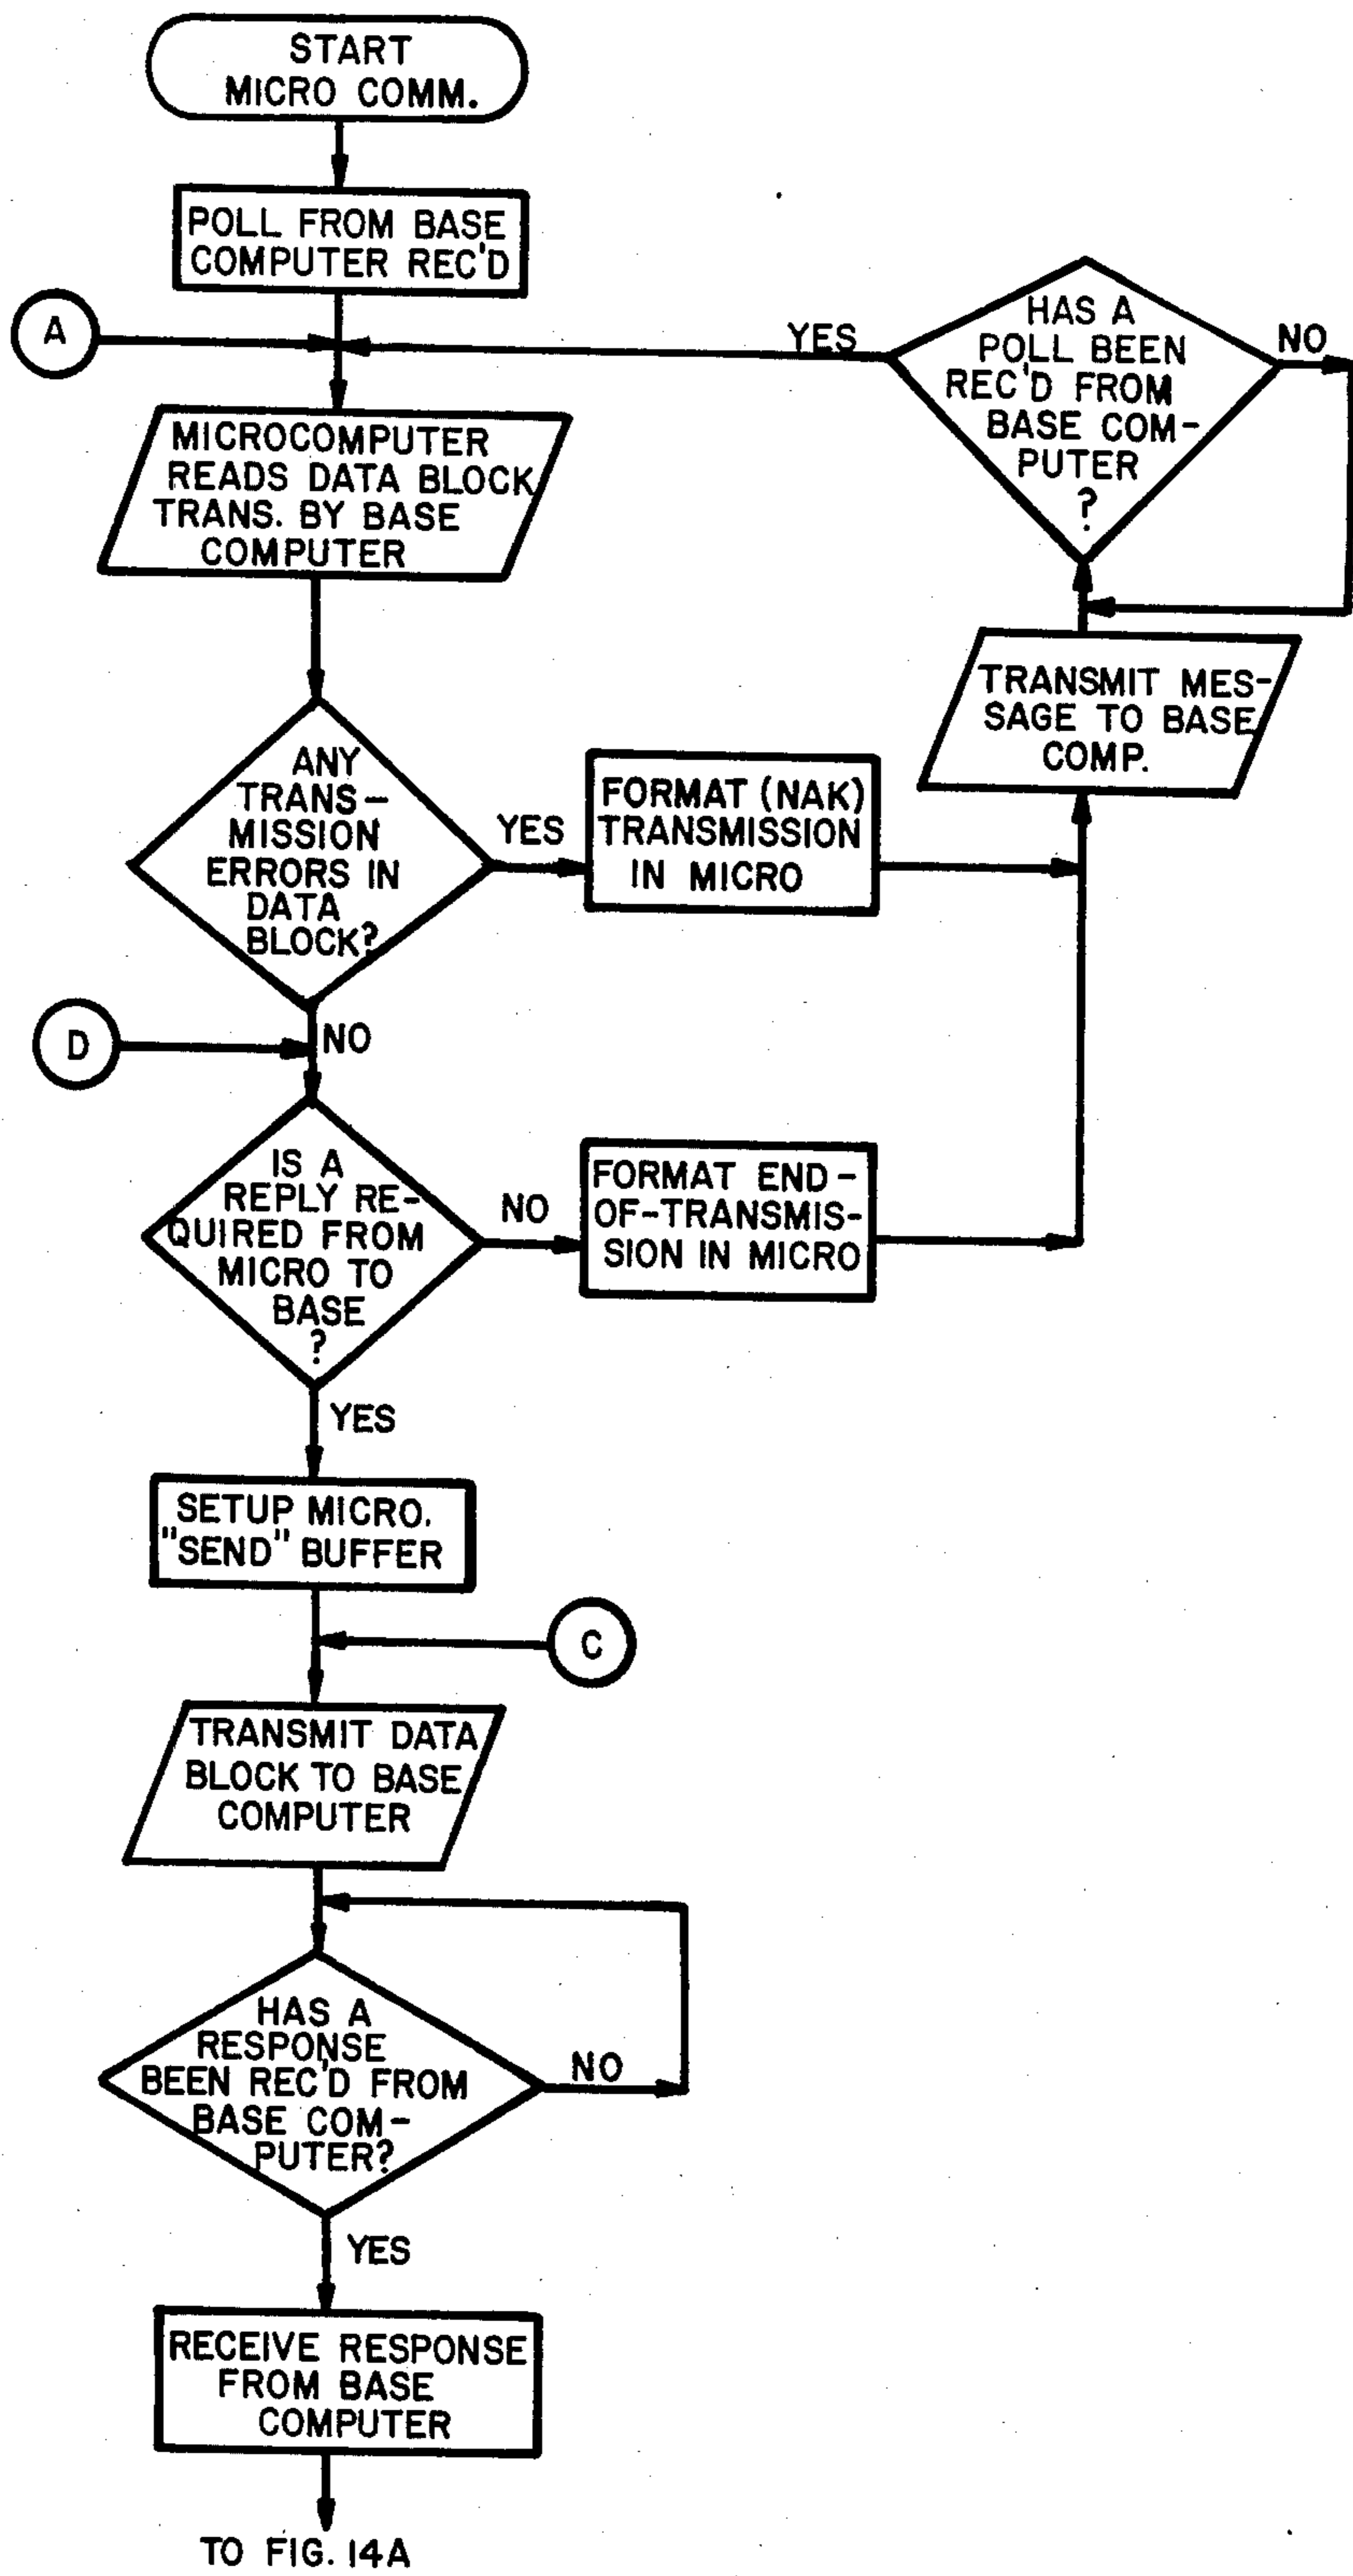 START
MICRO COMM.
POLL FROM BASE
COMPUTER REC'D
A
YES
HAS A
POLL BEEN
REC'D FROM
BASE COM-
PUTER
?
NO
MICROCOMPUTER
READS DATA BLOCK
TRANS. BY BASE
COMPUTER
TRANSMIT MES-
SAGE TO BASE
COMP.
ANY
TRANS-
MISSION
ERRORS IN
DATA
BLOCK?
YES
FORMAT (NAK)
TRANSMISSION
IN MICRO
D
NO
IS A
REPLY RE-
QUIRED FROM
MICRO TO
BASE
?
NO
FORMAT END-
OF-TRANSMIS-
SION IN MICRO
YES
SETUP MICRO.
"SEND" BUFFER
C
TRANSMIT DATA
BLOCK TO BASE
COMPUTER
HAS A
RESPONSE
BEEN REC'D FROM
BASE COM-
PUTER?
NO
YES
RECEIVE RESPONSE
FROM BASE
COMPUTER
TO FIG. 14A